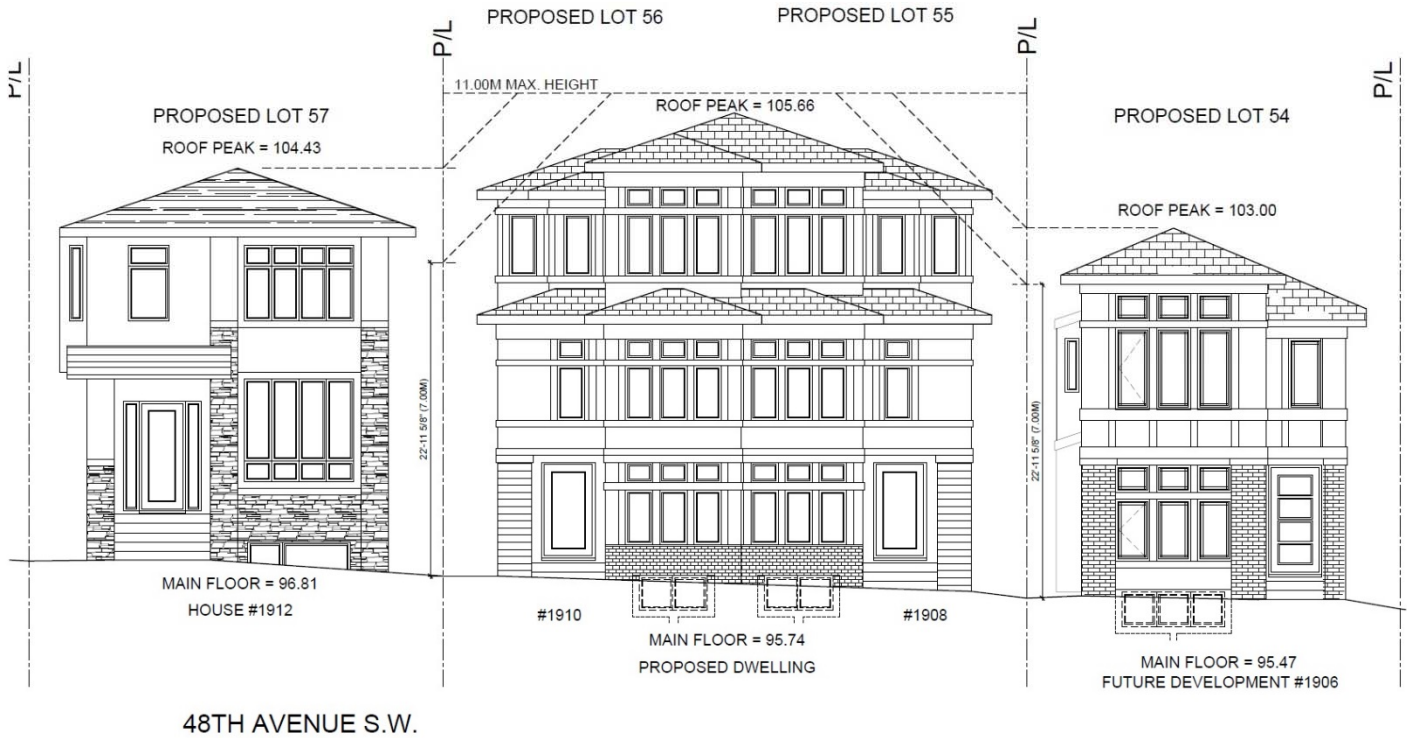 PROPOSED LOT 56
PROPOSED LOT 55
P/L
P/L
P/L
P/L
11.00M MAX. HEIGHT
PROPOSED LOT 57
ROOF PEAK = 104.43
ROOF PEAK = 105.66
PROPOSED LOT 54
ROOF PEAK = 103.00
22'-11 5/8" (7.00M)
22'-11 5/8" (7.00M)
MAIN FLOOR = 96.81
HOUSE #1912
#1910
#1908
MAIN FLOOR = 95.74
PROPOSED DWELLING
MAIN FLOOR = 95.47
FUTURE DEVELOPMENT #1906
48TH AVENUE S.W.